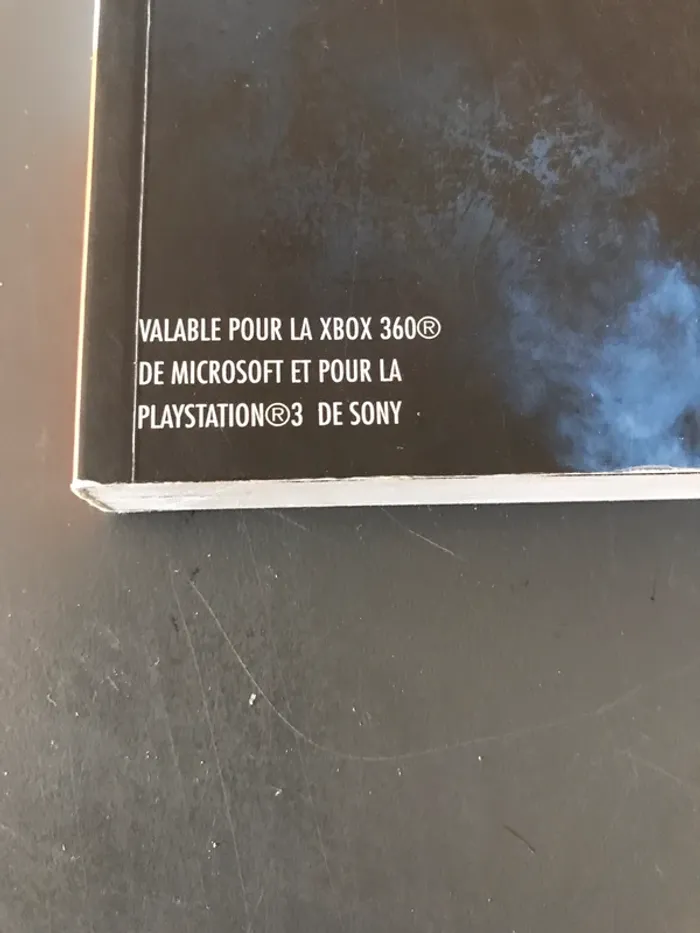 VALABLE POUR LA XBOX 360®
DE MICROSOFT ET POUR LA
PLAYSTATION®3 DE SONY